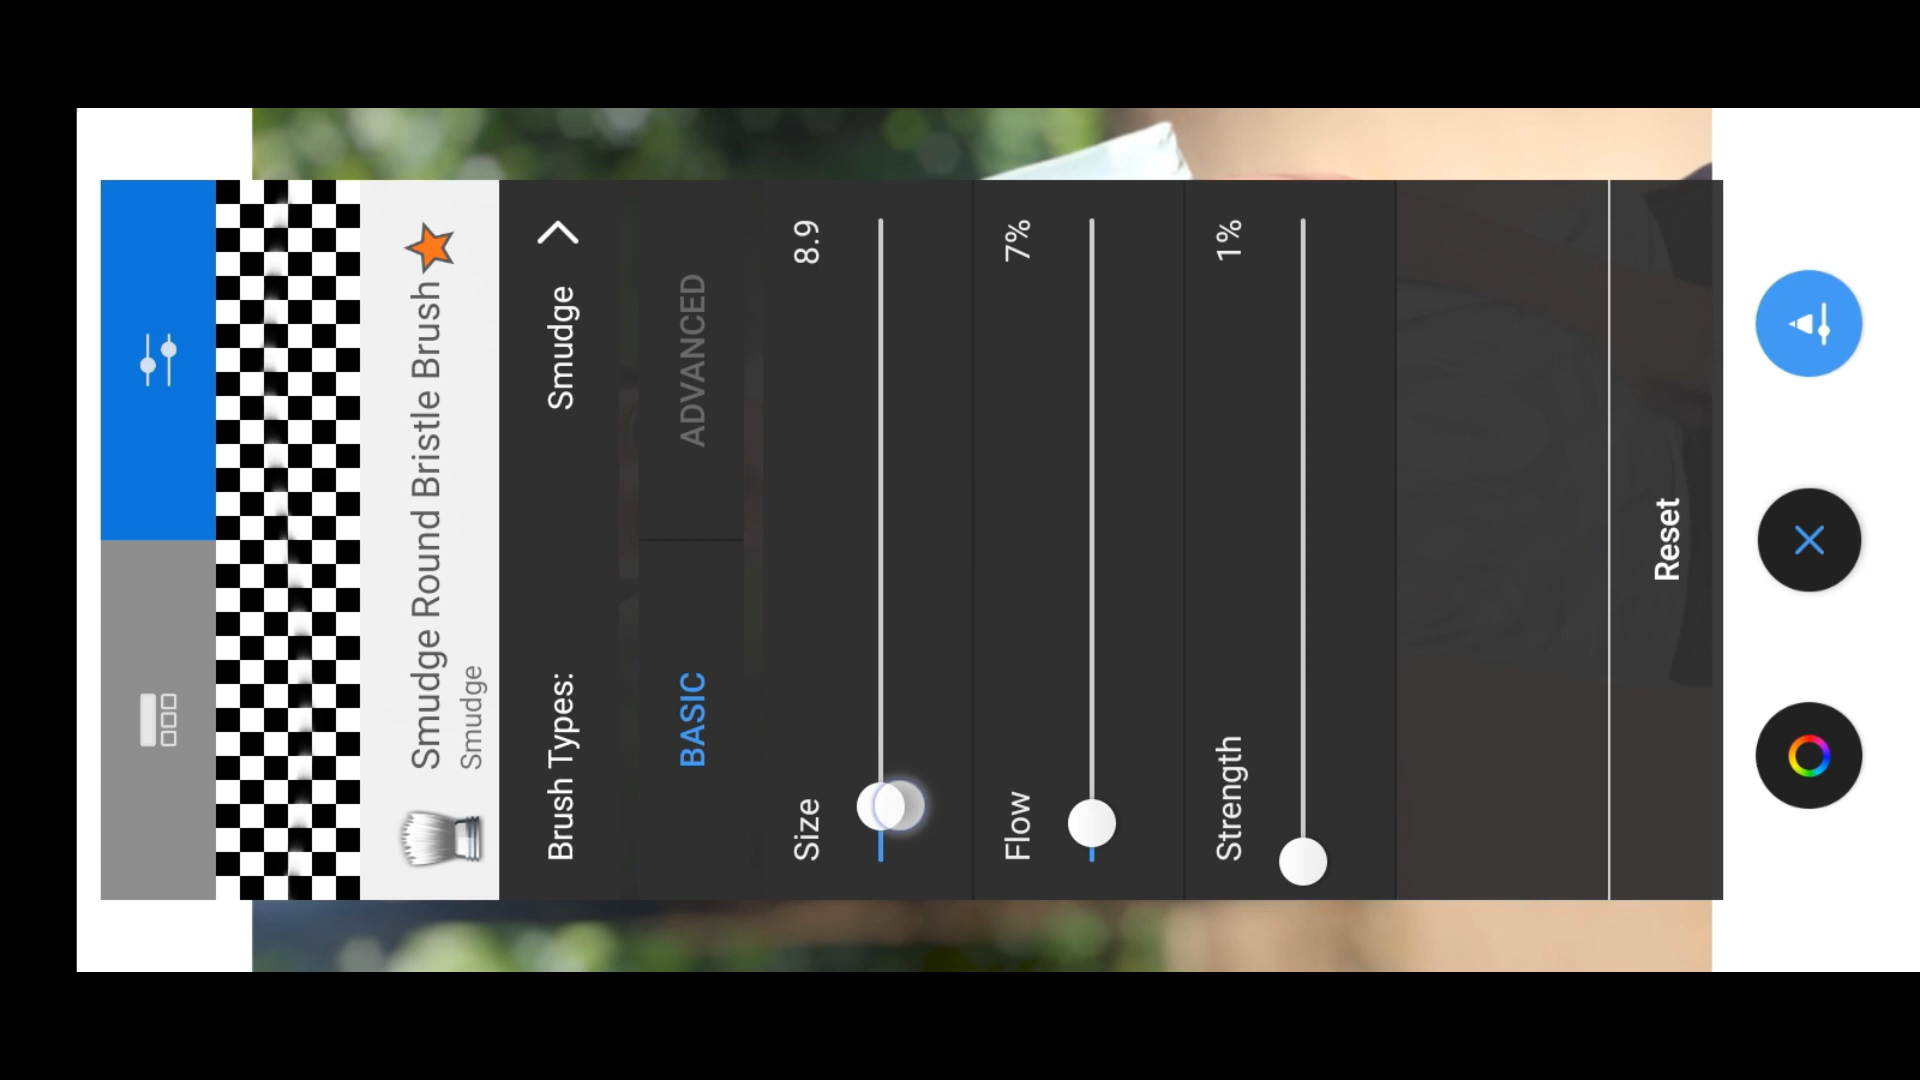 Smudge Round Bristle Brush
Smudge
Brush Types: Smudge
BASIC ADVANCED
Size 8.9
Flow 7%
Strength 1%
Reset